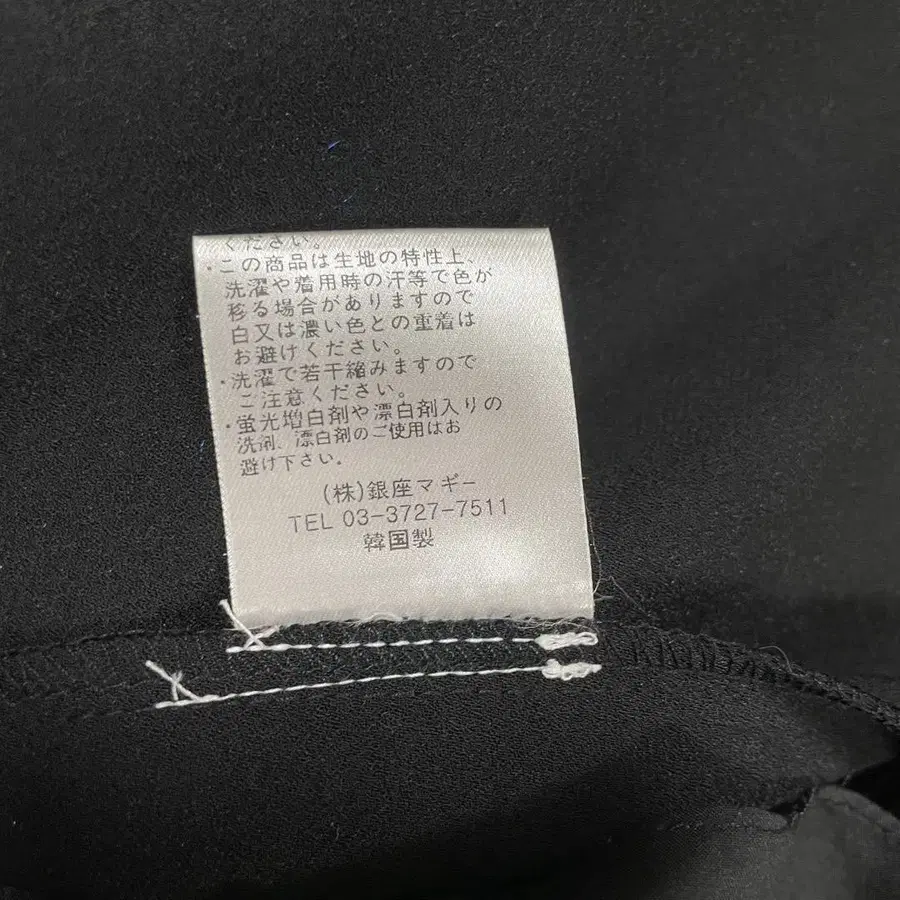 ください。
・この商品は生地の特性上、
洗濯や着用時の汗等で色が
移る場合がありますので
白又は濃い色との重着は
お避けください。
・洗濯で若干縮みますので
ご注意ください。
・蛍光増白剤や漂白剤入りの
洗剤、漂白剤のご使用はお
避け下さい。
(株)銀座マギー
TEL 03-3727-7511
韓国製